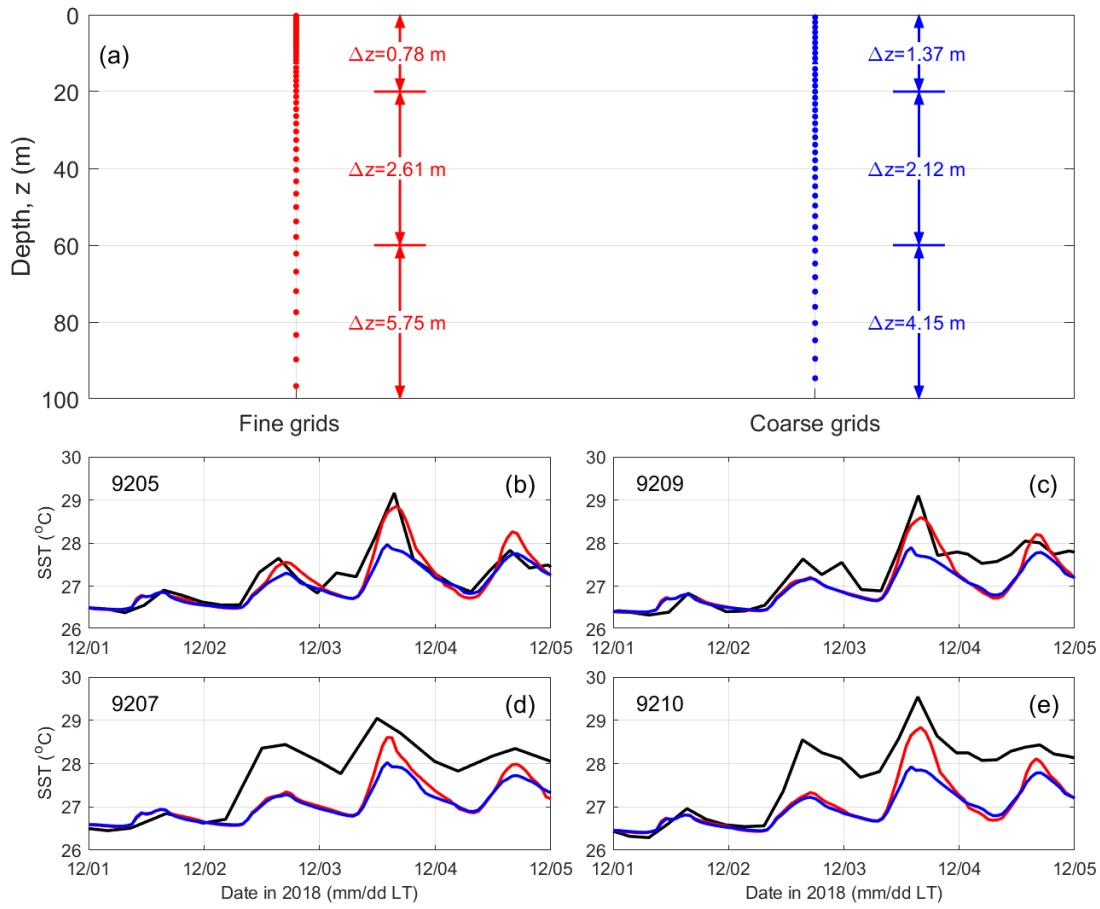 (a)
Depth, z (m)
0
20
40
60
80
100
Δz=0.78 m
Δz=2.61 m
Δz=5.75 m
Δz=1.37 m
Δz=2.12 m
Δz=4.15 m
Fine grids
Coarse grids
9205
(b)
SST (°C)
30
29
28
27
26
12/01 12/02 12/03 12/04 12/05
9209
(c)
30
29
28
27
26
12/01 12/02 12/03 12/04 12/05
9207
(d)
SST (°C)
30
29
28
27
26
12/01 12/02 12/03 12/04 12/05
Date in 2018 (mm/dd LT)
9210
(e)
30
29
28
27
26
12/01 12/02 12/03 12/04 12/05
Date in 2018 (mm/dd LT)